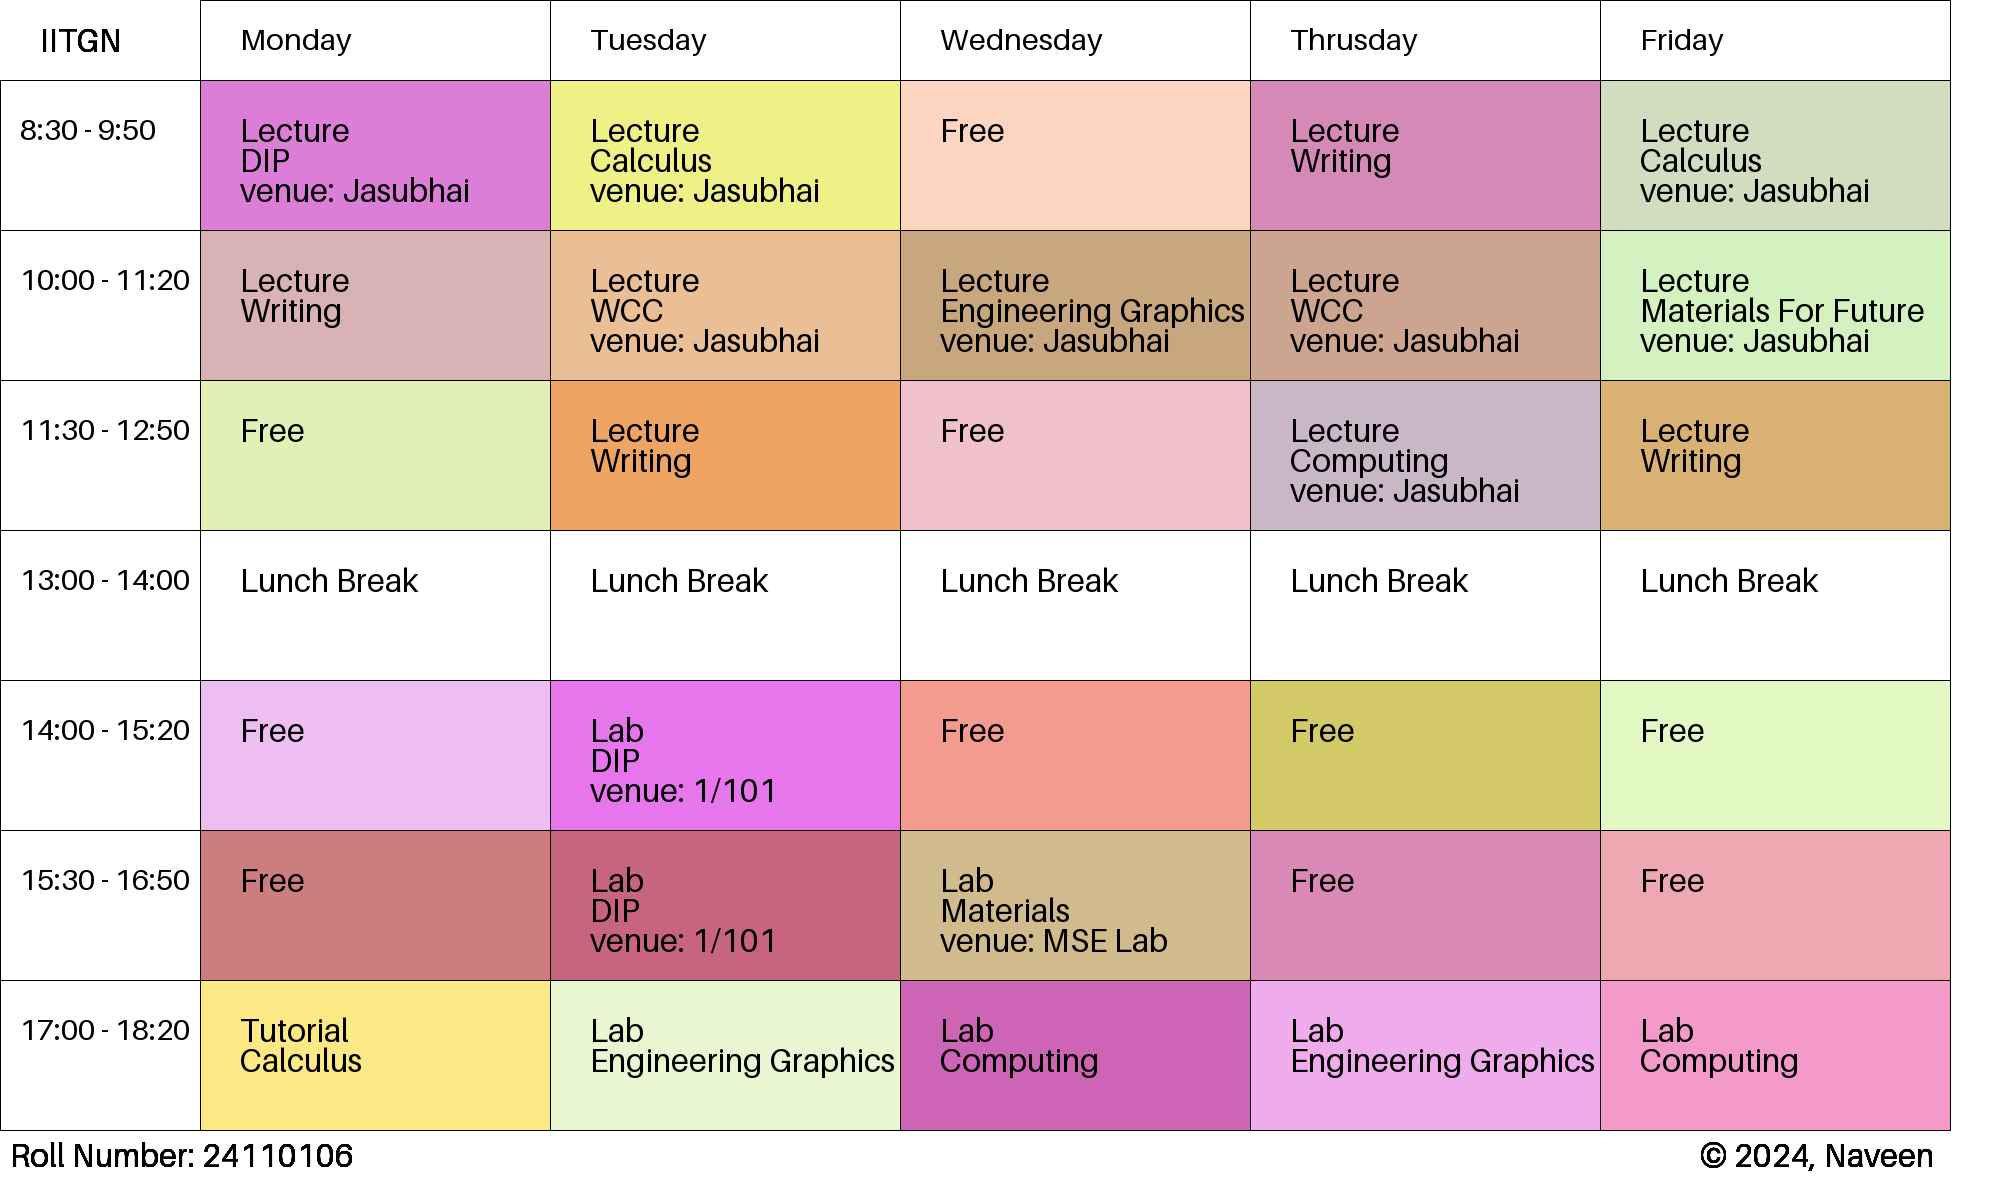 IITGN Monday Tuesday Wednesday Thrusday Friday
8:30 - 9:50
Lecture
DIP
venue: Jasubhai
Lecture
Calculus
venue: Jasubhai
Free
Lecture
Writing
Lecture
Calculus
venue: Jasubhai
10:00 - 11:20
Lecture
Writing
Lecture
WCC
venue: Jasubhai
Lecture
Engineering Graphics
venue: Jasubhai
Lecture
WCC
venue: Jasubhai
Lecture
Materials For Future
venue: Jasubhai
11:30 - 12:50
Free
Lecture
Writing
Free
Lecture
Computing
venue: Jasubhai
Lecture
Writing
13:00 - 14:00
Lunch Break
Lunch Break
Lunch Break
Lunch Break
Lunch Break
14:00 - 15:20
Free
Lab
DIP
venue: 1/101
Free
Free
Free
15:30 - 16:50
Free
Lab
DIP
venue: 1/101
Lab
Materials
venue: MSE Lab
Free
Free
17:00 - 18:20
Tutorial
Calculus
Lab
Engineering Graphics
Lab
Computing
Lab
Engineering Graphics
Lab
Computing
Roll Number: 24110106
© 2024, Naveen